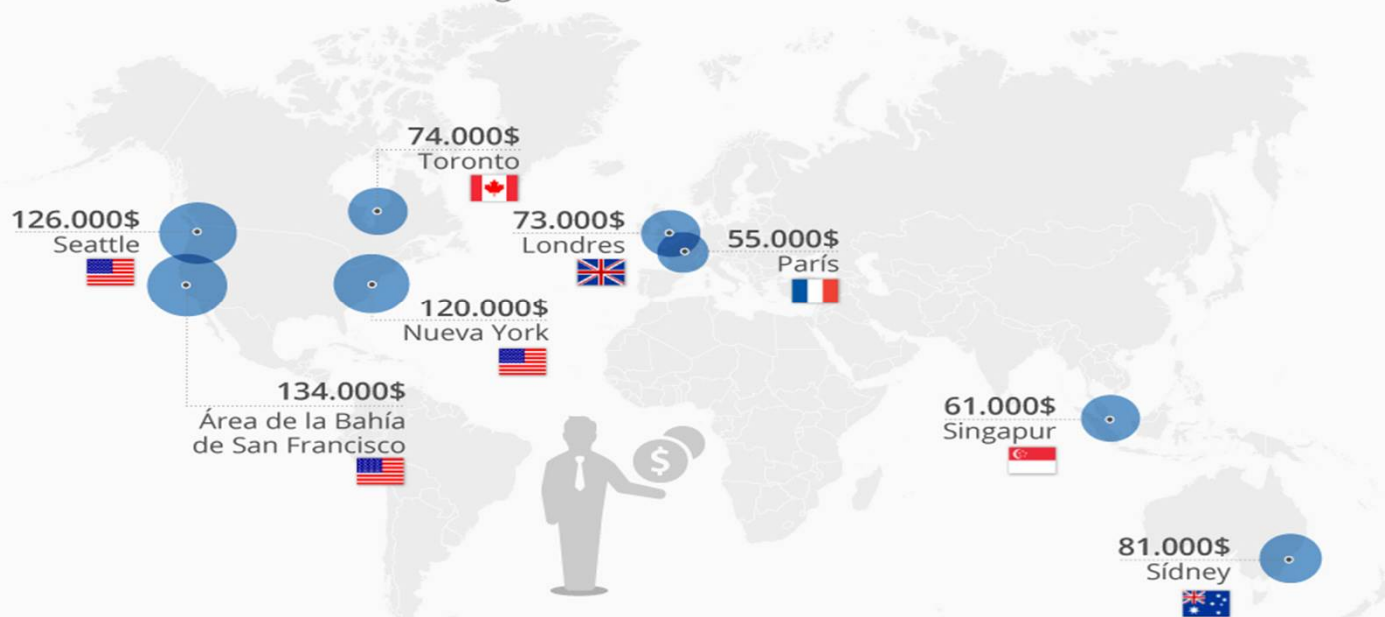 74.000$
Toronto
126.000$
Seattle
73.000$
Londres
55.000$
París
120.000$
Nueva York
134.000$
Área de la Bahía
de San Francisco
61.000$
Singapur
$
81.000$
Sídney